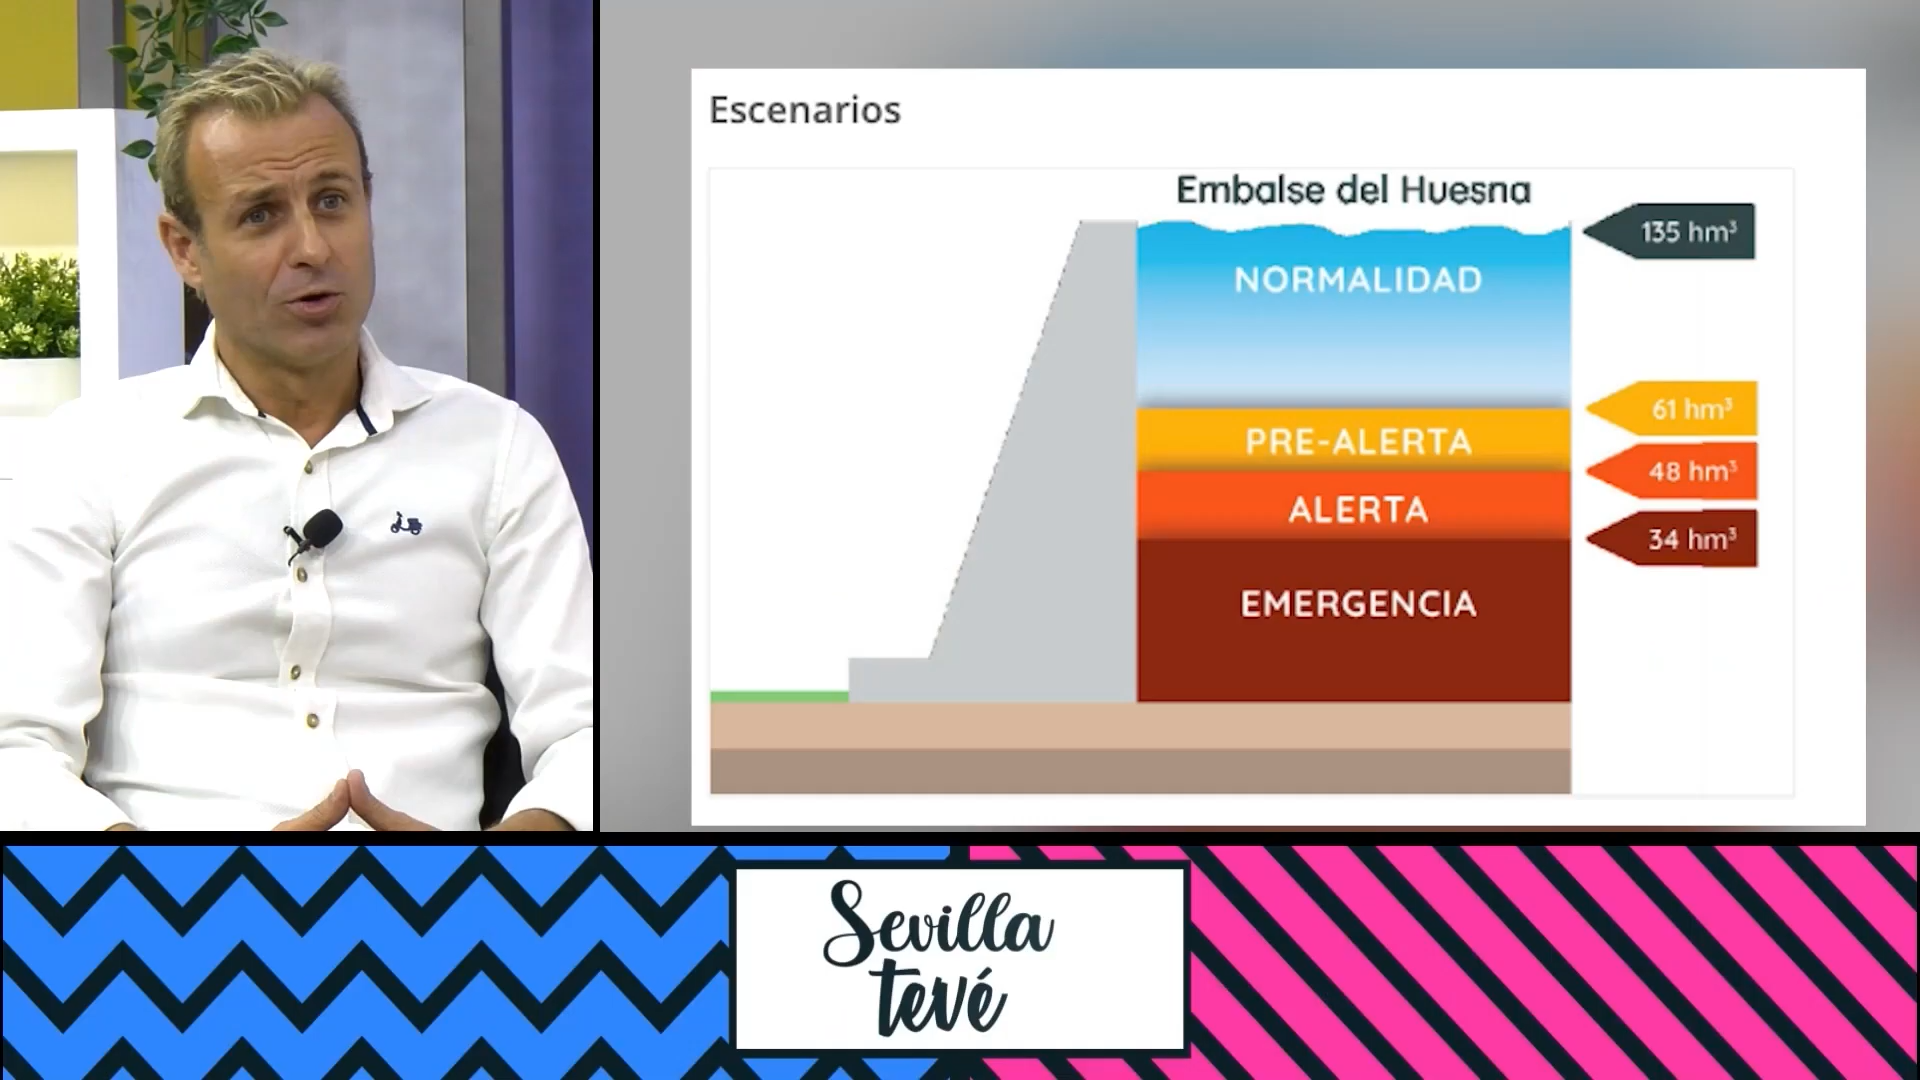 Escenarios
Embalse del Huesna
135 hm³
NORMALIDAD
61 hm³
PRE-ALERTA
48 hm³
ALERTA
34 hm³
EMERGENCIA
Sevilla
tevé